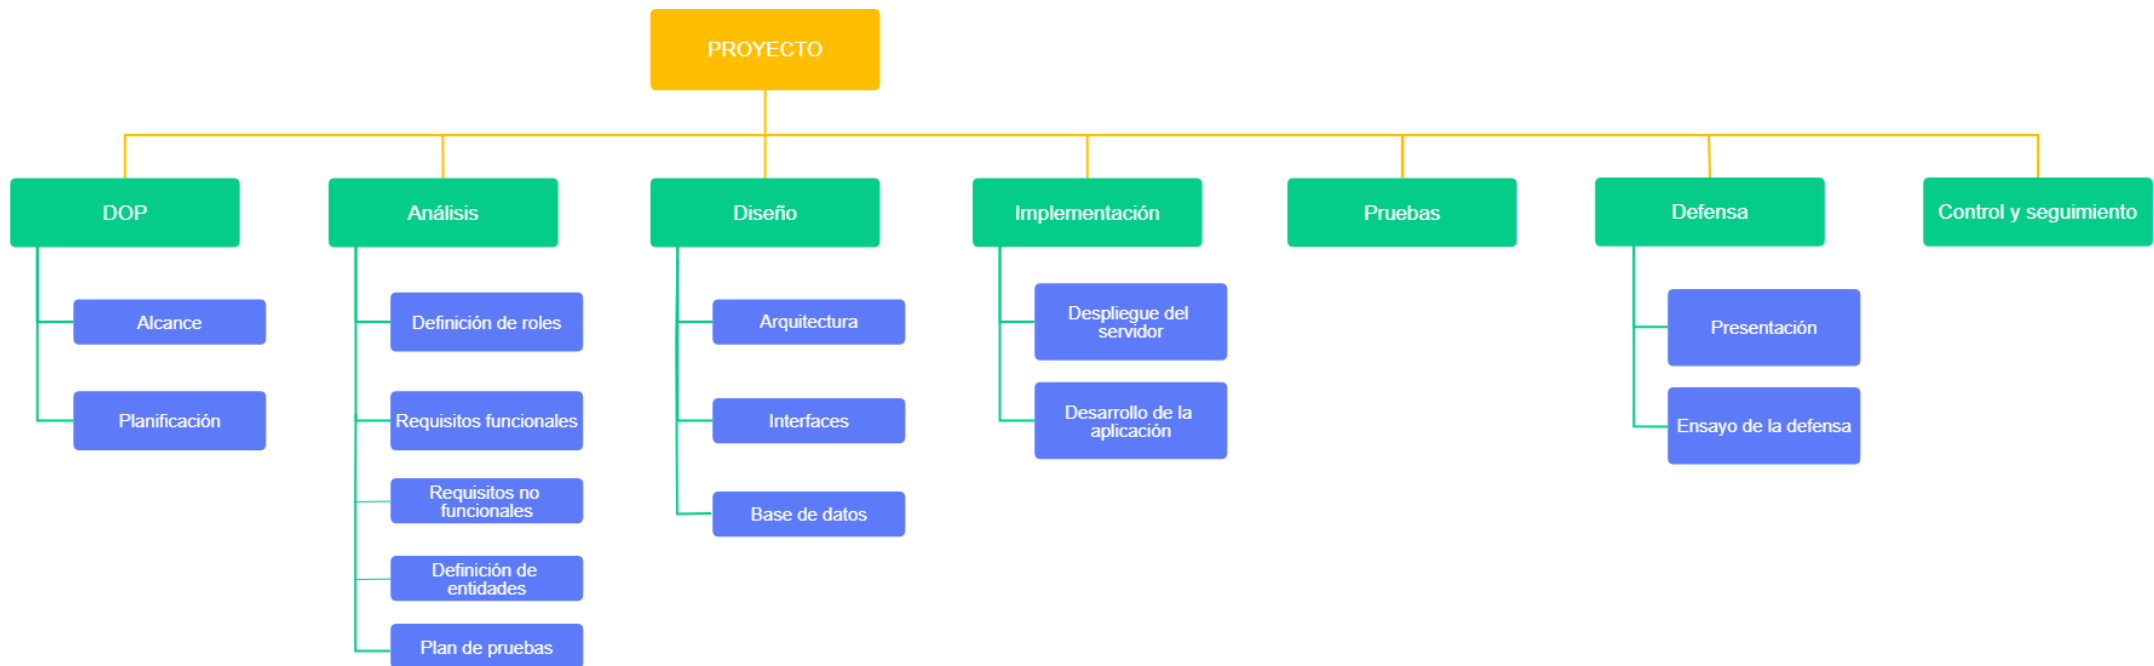 PROYECTO
DOP
Análisis
Diseño
Implementación
Pruebas
Defensa
Control y seguimiento
Alcance
Planificación
Definición de roles
Requisitos funcionales
Requisitos no
funcionales
Definición de
entidades
Plan de pruebas
Arquitectura
Interfaces
Base de datos
Despliegue del
servidor
Desarrollo de la
aplicación
Presentación
Ensayo de la defensa